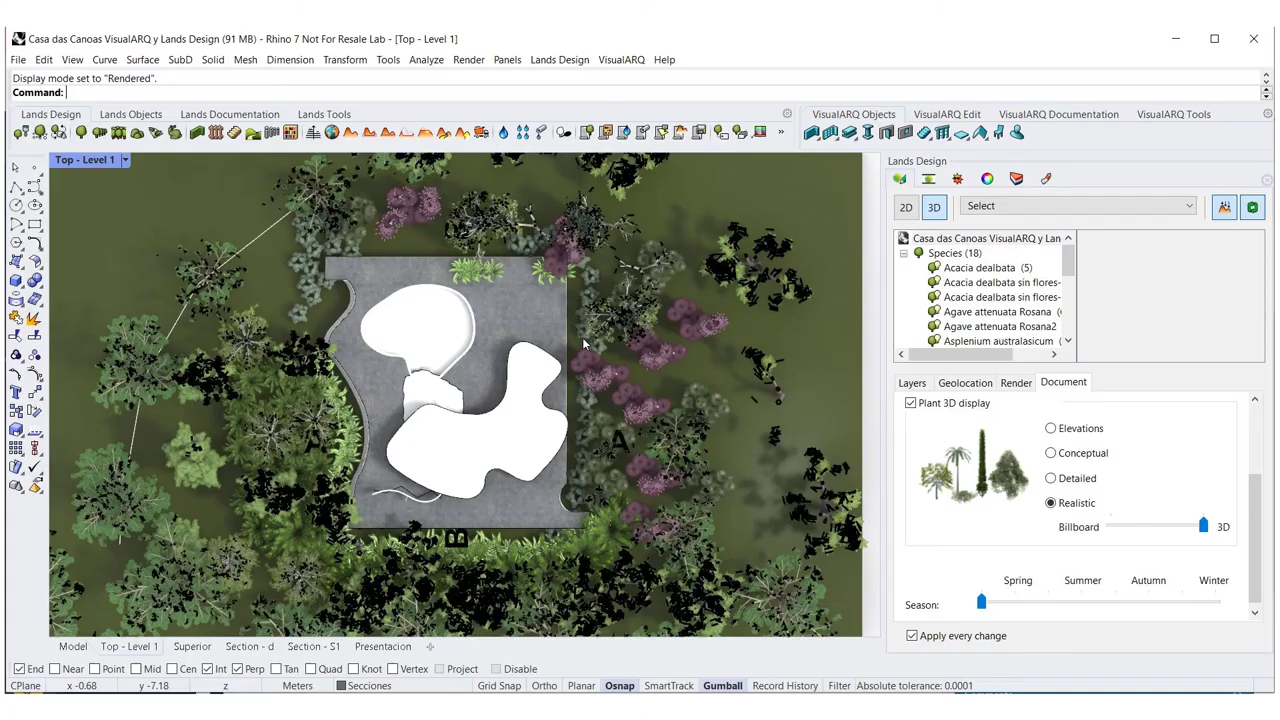 Casa das Canoas VisualARQ y Lands Design (91 MB) - Rhino 7 Not For Resale Lab - [Top - Level 1]
File Edit View Curve Surface SubD Solid Mesh Dimension Transform Tools Analyze Render Panels Lands Design VisualARQ Help
Display mode set to "Rendered".
Command:
Lands Design Lands Objects Lands Documentation Lands Tools VisualARQ Objects VisualARQ Edit VisualARQ Documentation VisualARQ Tools
Top - Level 1
Lands Design
2D 3D Select
Casa das Canoas VisualARQ y Lan
Species (18)
Acacia dealbata (5)
Acacia dealbata sin flores-
Acacia dealbata sin flores-
Agave attenuata Rosana (
Agave attenuata Rosana2
Asplenium australasicum (
Layers Geolocation Render Document
Plant 3D display
Elevations
Conceptual
Detailed
Realistic
Billboard 3D
Spring Summer Autumn Winter
Season:
Apply every change
A
A
B
Model Top - Level 1 Superior Section - d Section - S1 Presentacion
End Near Point Mid Cen Int Perp Tan Quad Knot Vertex Project Disable
CPlane x -0.68 y -7.18 z Meters Secciones Grid Snap Ortho Planar Osnap SmartTrack Gumball Record History Filter Absolute tolerance: 0.0001